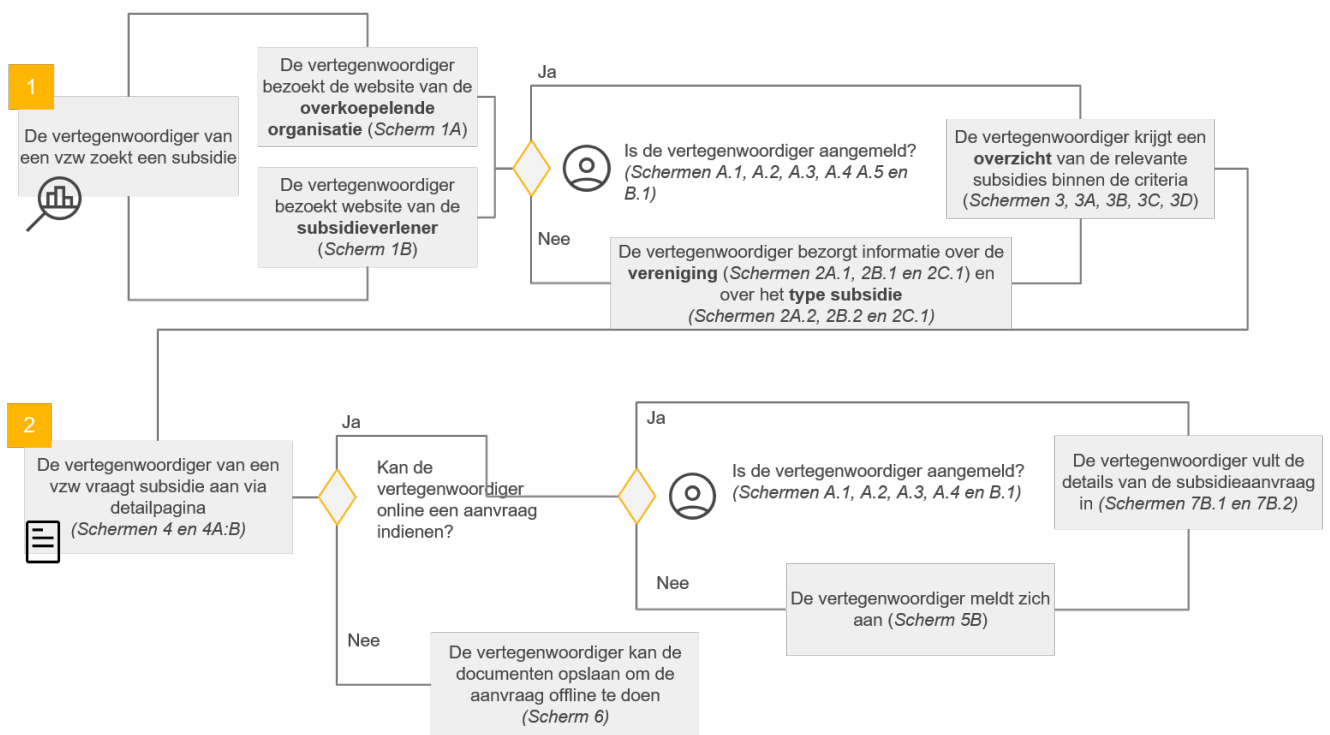 1
De vertegenwoordiger van
een vzw zoekt een subsidie
De vertegenwoordiger
bezoekt de website van de
overkoepelende
organisatie (Scherm 1A)
De vertegenwoordiger
bezoekt website van de
subsidieverlener
(Scherm 1B)
Ja
Is de vertegenwoordiger aangemeld?
(Schermen A.1, A.2, A.3, A.4 A.5 en
B.1)
Nee
De vertegenwoordiger bezorgt informatie over de
vereniging (Schermen 2A.1, 2B.1 en 2C.1) en
over het type subsidie
(Schermen 2A.2, 2B.2 en 2C.1)
De vertegenwoordiger krijgt een
overzicht van de relevante
subsidies binnen de criteria
(Schermen 3, 3A, 3B, 3C, 3D)
2
De vertegenwoordiger van een
vzw vraagt subsidie aan via
detailpagina
(Schermen 4 en 4A:B)
Ja
Kan de
vertegenwoordiger
online een aanvraag
indienen?
Nee
De vertegenwoordiger kan de
documenten opslaan om de
aanvraag offline te doen
(Scherm 6)
Ja
Is de vertegenwoordiger aangemeld?
(Schermen A.1, A.2, A.3, A.4 en B.1)
Nee
De vertegenwoordiger meldt zich
aan (Scherm 5B)
De vertegenwoordiger vult de
details van de subsidieaanvraag
in (Schermen 7B.1 en 7B.2)